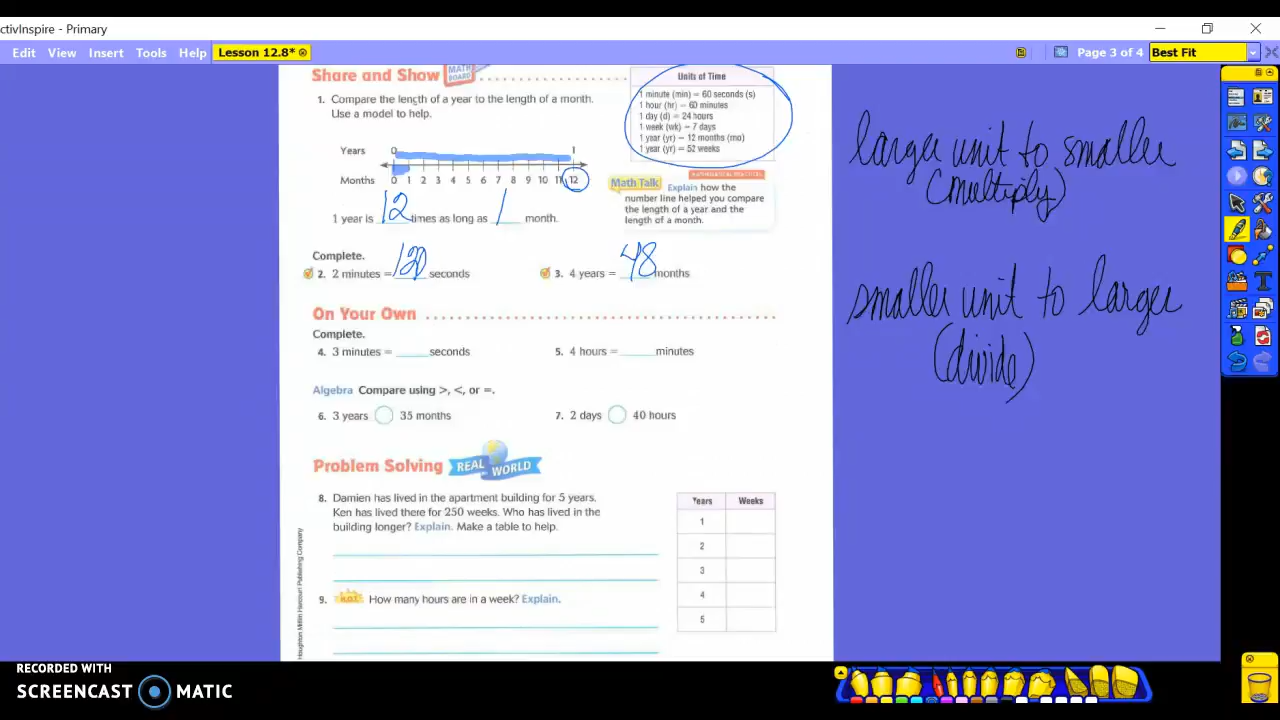 ctivInspire - Primary
Edit View Insert Tools Help Lesson 12.8* Page 3 of 4 Best Fit
Share and Show MATH BOARD
1. Compare the length of a year to the length of a month.
Use a model to help.
Years 0 1
Months 0 1 2 3 4 5 6 7 8 9 10 11 12
1 year is 12 times as long as 1 month.
Units of Time
1 minute (min) = 60 seconds (s)
1 hour (hr) = 60 minutes
1 day (d) = 24 hours
1 week (wk) = 7 days
1 year (yr) = 12 months (mo)
1 year (yr) = 52 weeks
MATHEMATICAL PRACTICES
Math Talk Explain how the
number line helped you compare
the length of a year and the
length of a month.
Complete.
2. 2 minutes = 120 seconds
3. 4 years = 48 months
On Your Own
Complete.
4. 3 minutes = ____ seconds
5. 4 hours = ____ minutes
Algebra Compare using >, <, or =.
6. 3 years 35 months
7. 2 days 40 hours
Problem Solving REAL WORLD
8. Damien has lived in the apartment building for 5 years.
Ken has lived there for 250 weeks. Who has lived in the
building longer? Explain. Make a table to help.
Years Weeks
1
2
3
4
5
9. H.O.T. How many hours are in a week? Explain.
Houghton Mifflin Harcourt Publishing Company
larger unit to smaller
(multiply)
smaller unit to larger
(divide)
RECORDED WITH
SCREENCAST MATIC